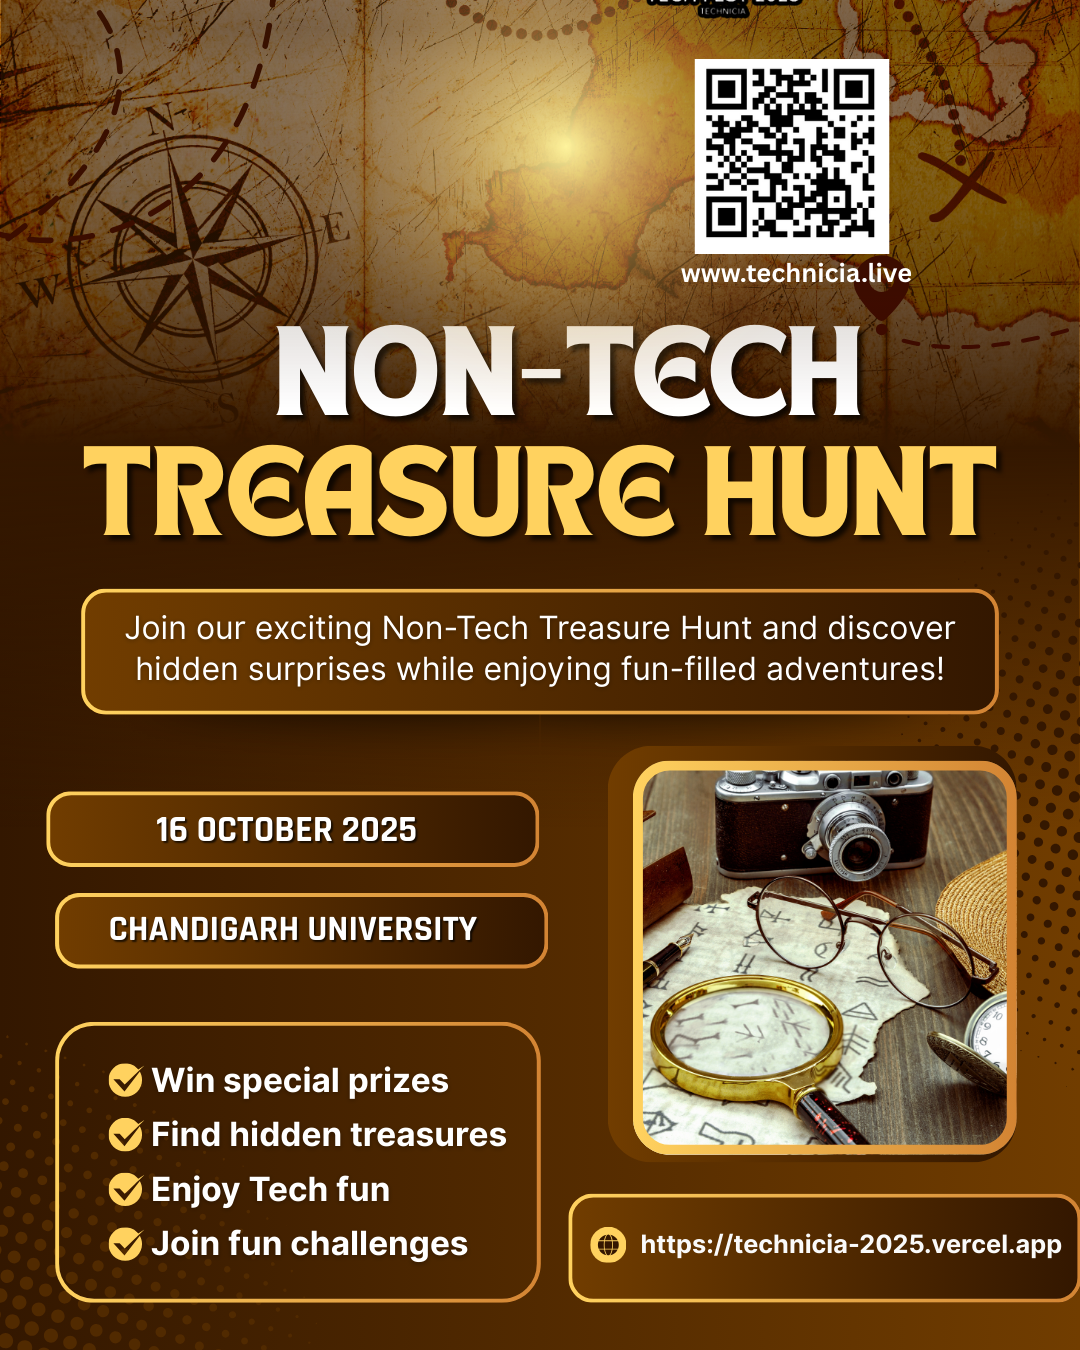 TECHNICIA
www.technicia.live
N
E
W
S
NON-TECH
TREASURE HUNT
Join our exciting Non-Tech Treasure Hunt and discover
hidden surprises while enjoying fun-filled adventures!
16 OCTOBER 2025
CHANDIGARH UNIVERSITY
Win special prizes
Find hidden treasures
Enjoy Tech fun
Join fun challenges
https://technicia-2025.vercel.app